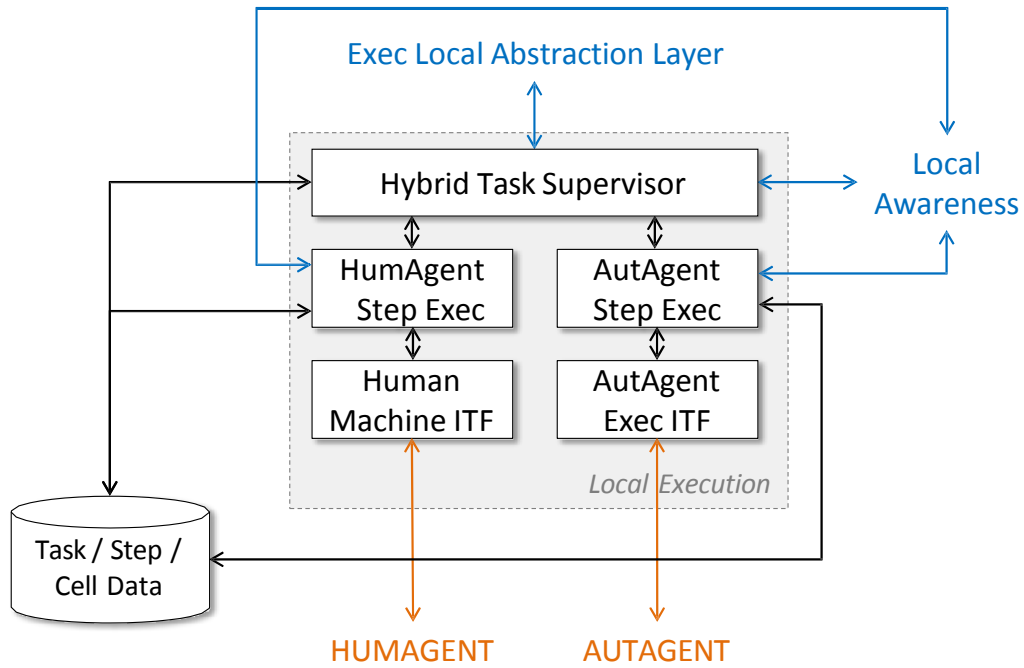 Exec Local Abstraction Layer
Hybrid Task Supervisor
Local
Awareness
HumAgent
Step Exec
AutAgent
Step Exec
Human
Machine ITF
AutAgent
Exec ITF
Local Execution
Task / Step /
Cell Data
HUMAGENT
AUTAGENT